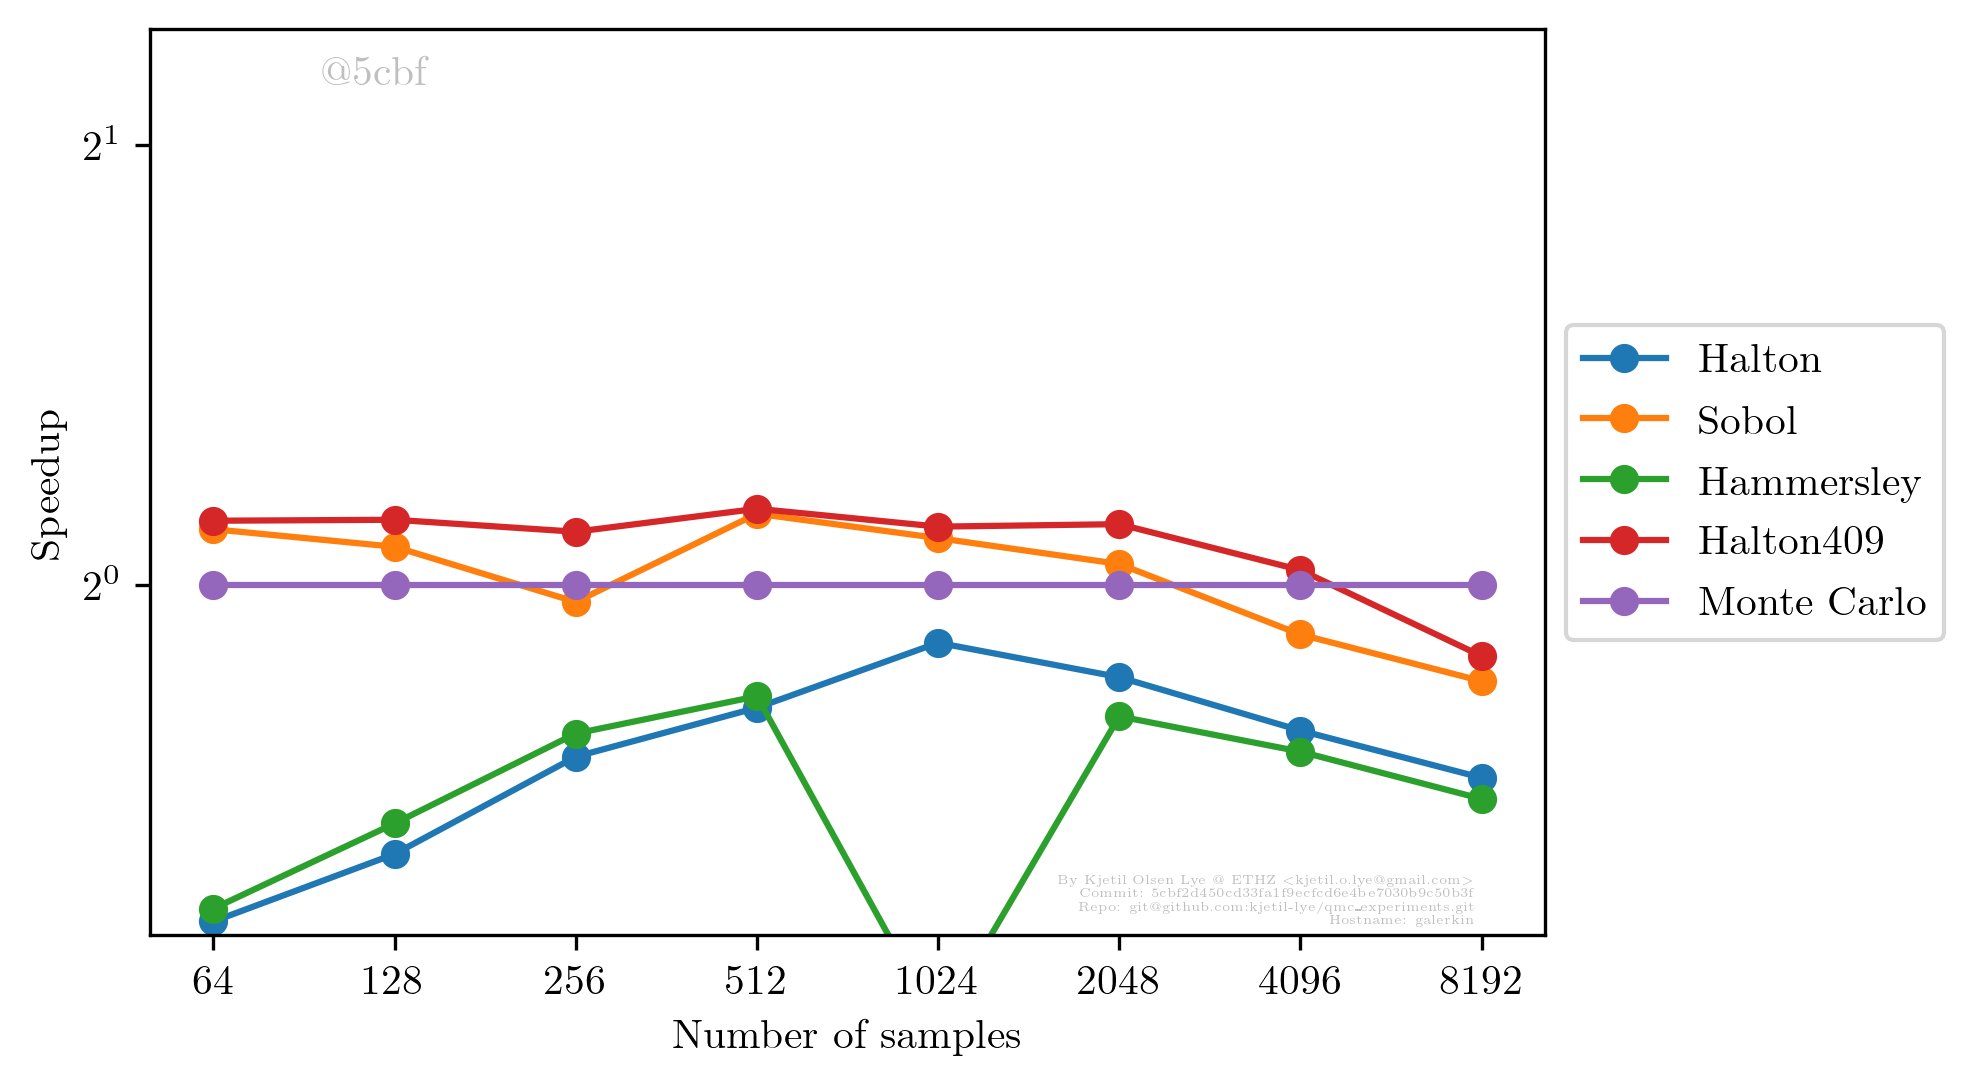 @5cbf
2^1
2^0
Speedup
Halton
Sobol
Hammersley
Halton409
Monte Carlo
By Kjetil Olsen Lye @ ETHZ <kjetil.o.lye@gmail.com>
Commit: 5cbf2d450cd33fa1f9ecfcd6e4be7030b9c50b3f
Repo: git@github.com:kjetil-lye/qmc_experiments.git
Hostname: galerkin
64 128 256 512 1024 2048 4096 8192
Number of samples